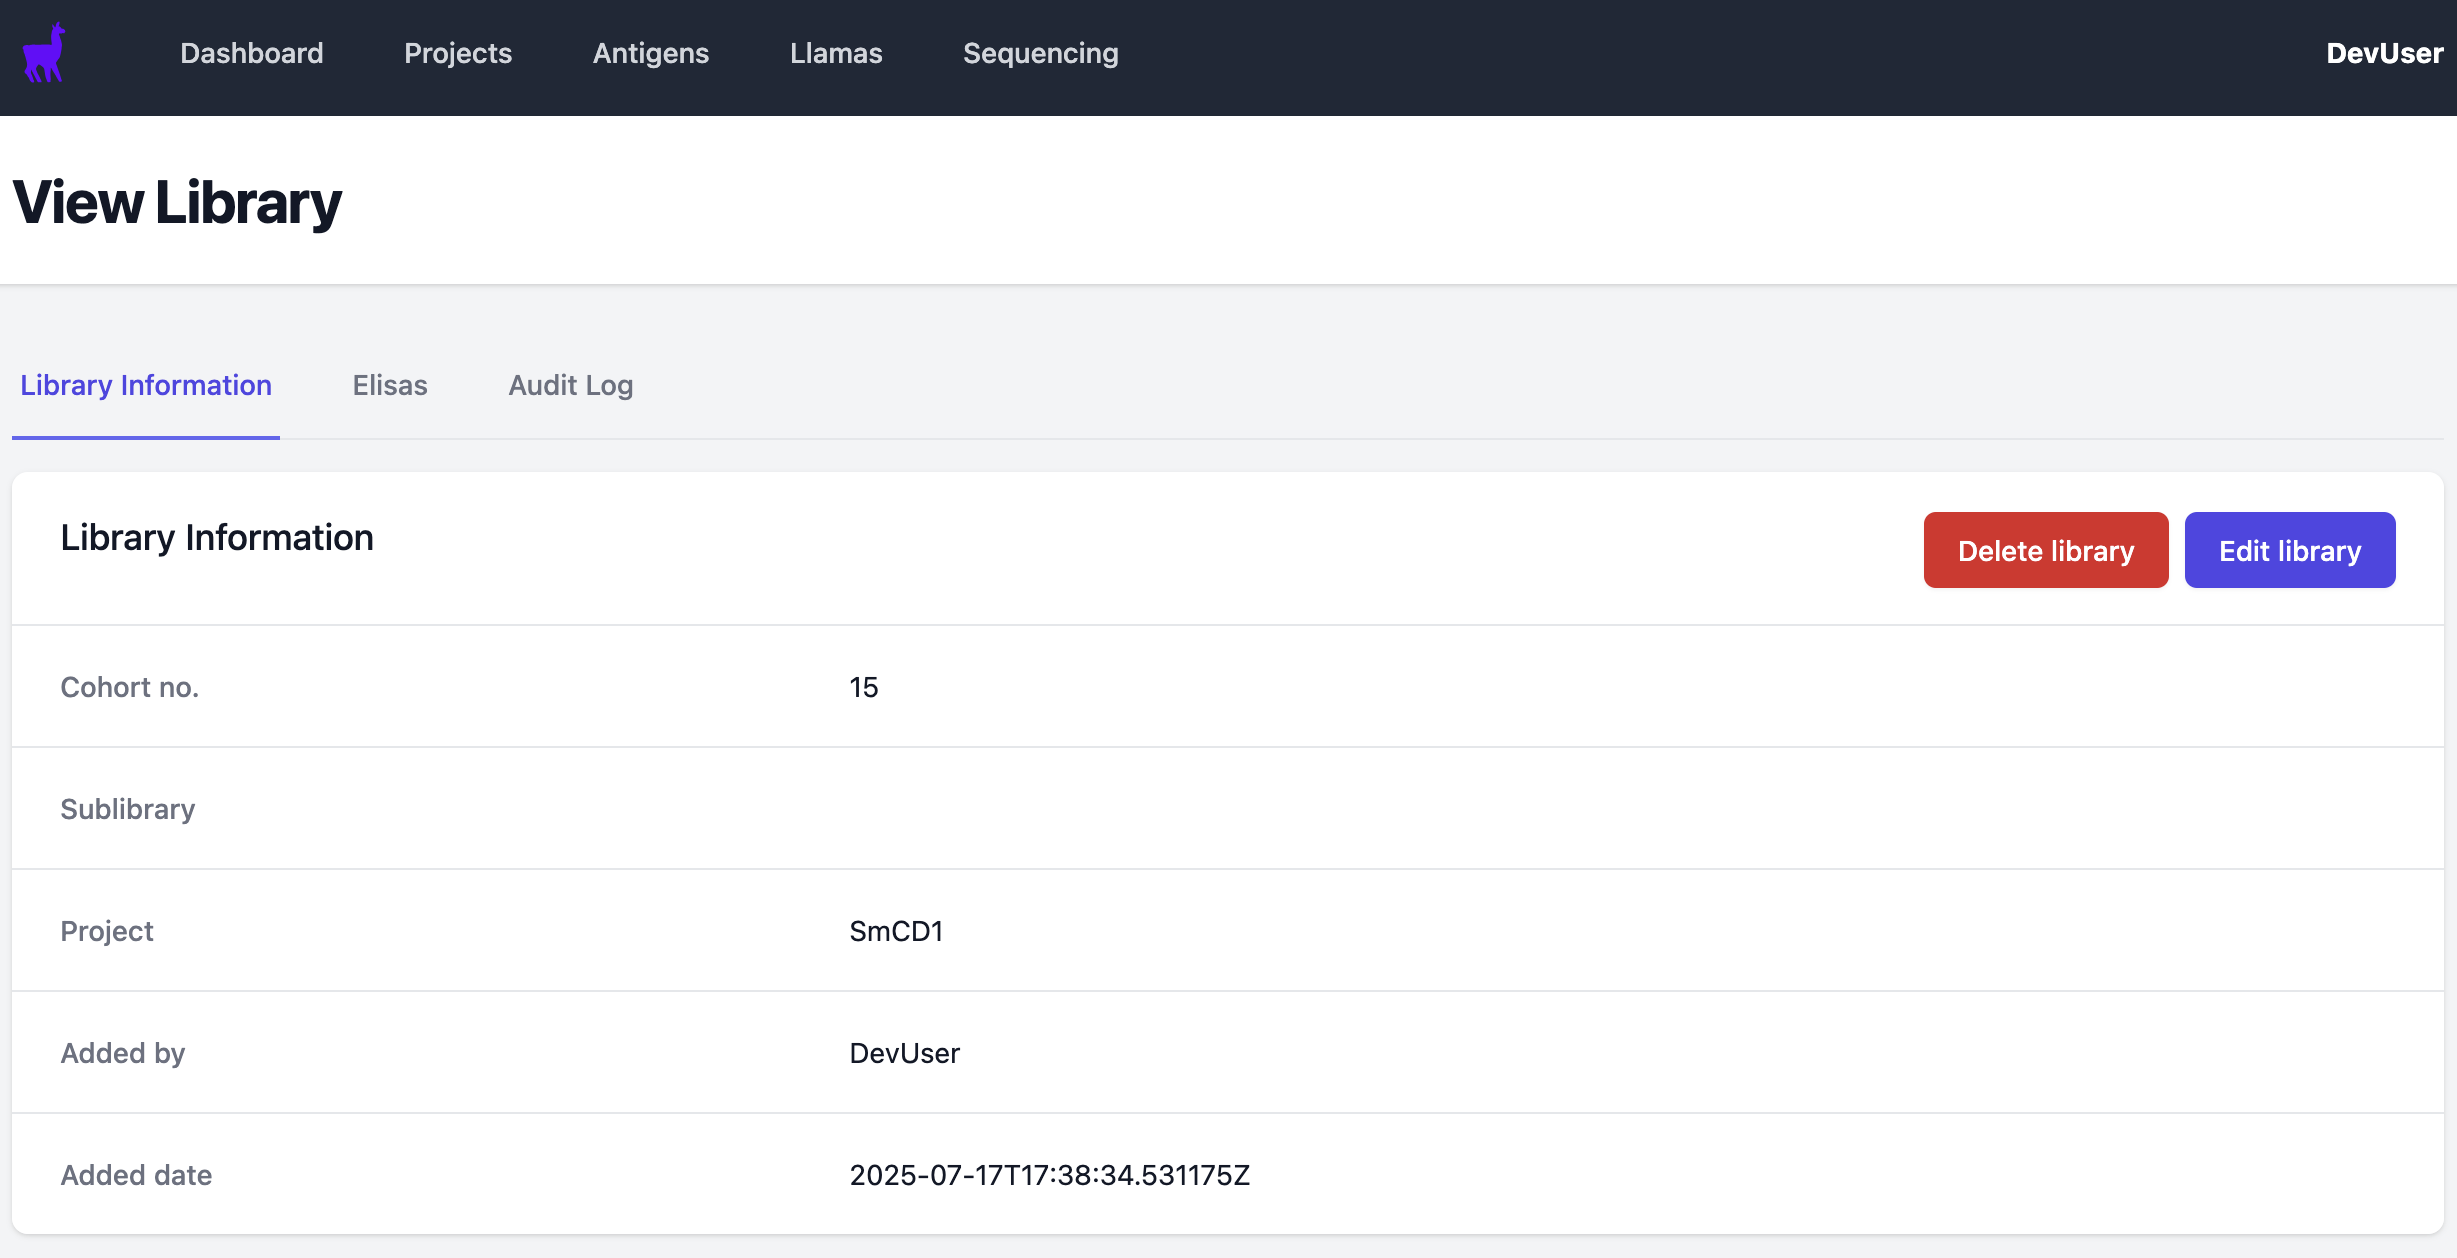 Dashboard Projects Antigens Llamas Sequencing DevUser
View Library
Library Information Elisas Audit Log
Library Information Delete library Edit library
Cohort no. 15
Sublibrary
Project SmCD1
Added by DevUser
Added date 2025-07-17T17:38:34.531175Z